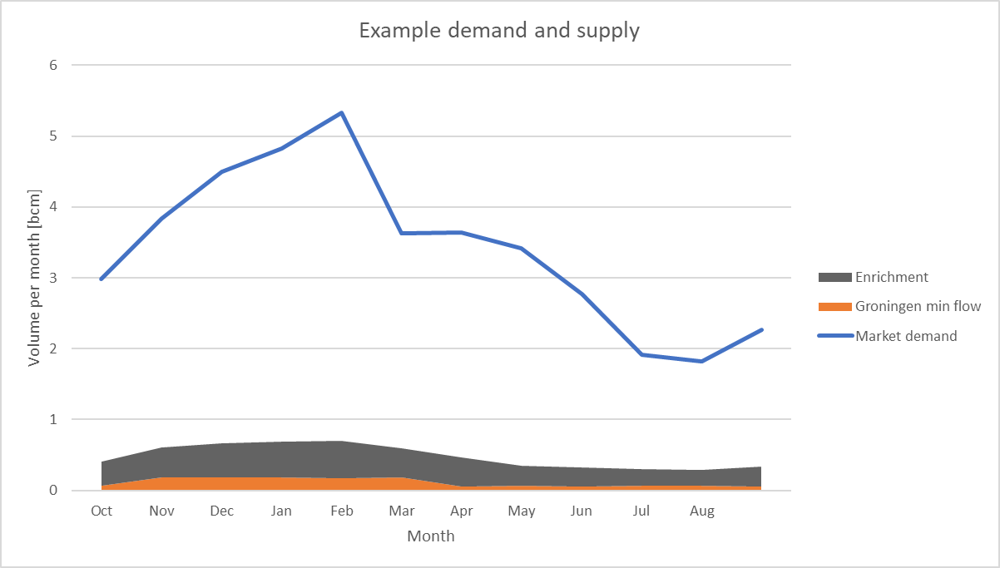 Example demand and supply
6
5
4
3
2
1
0
Volume per month [bcm]
Oct Nov Dec Jan Feb Mar Apr May Jun Jul Aug
Month
Enrichment
Groningen min flow
Market demand